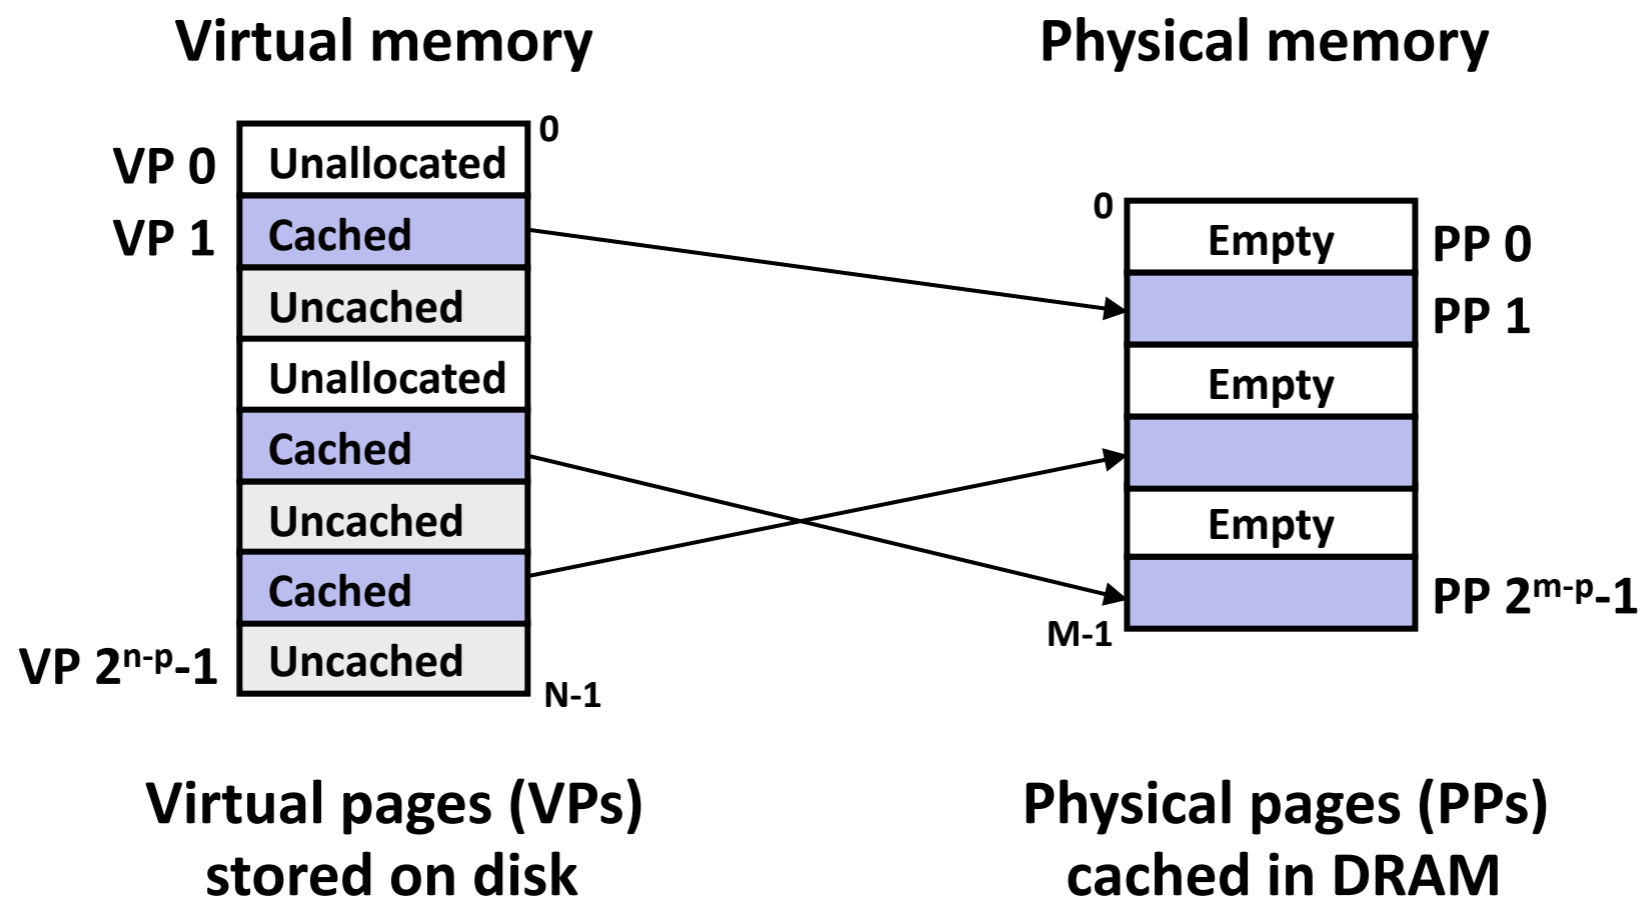 Virtual memory
Physical memory
0
VP 0
Unallocated
VP 1
Cached
Uncached
Unallocated
Cached
Uncached
Cached
VP 2ⁿ⁻ᵖ-1
Uncached
N-1
0
Empty
PP 0
PP 1
Empty
Empty
PP 2ᵐ⁻ᵖ-1
M-1
Virtual pages (VPs)
stored on disk
Physical pages (PPs)
cached in DRAM